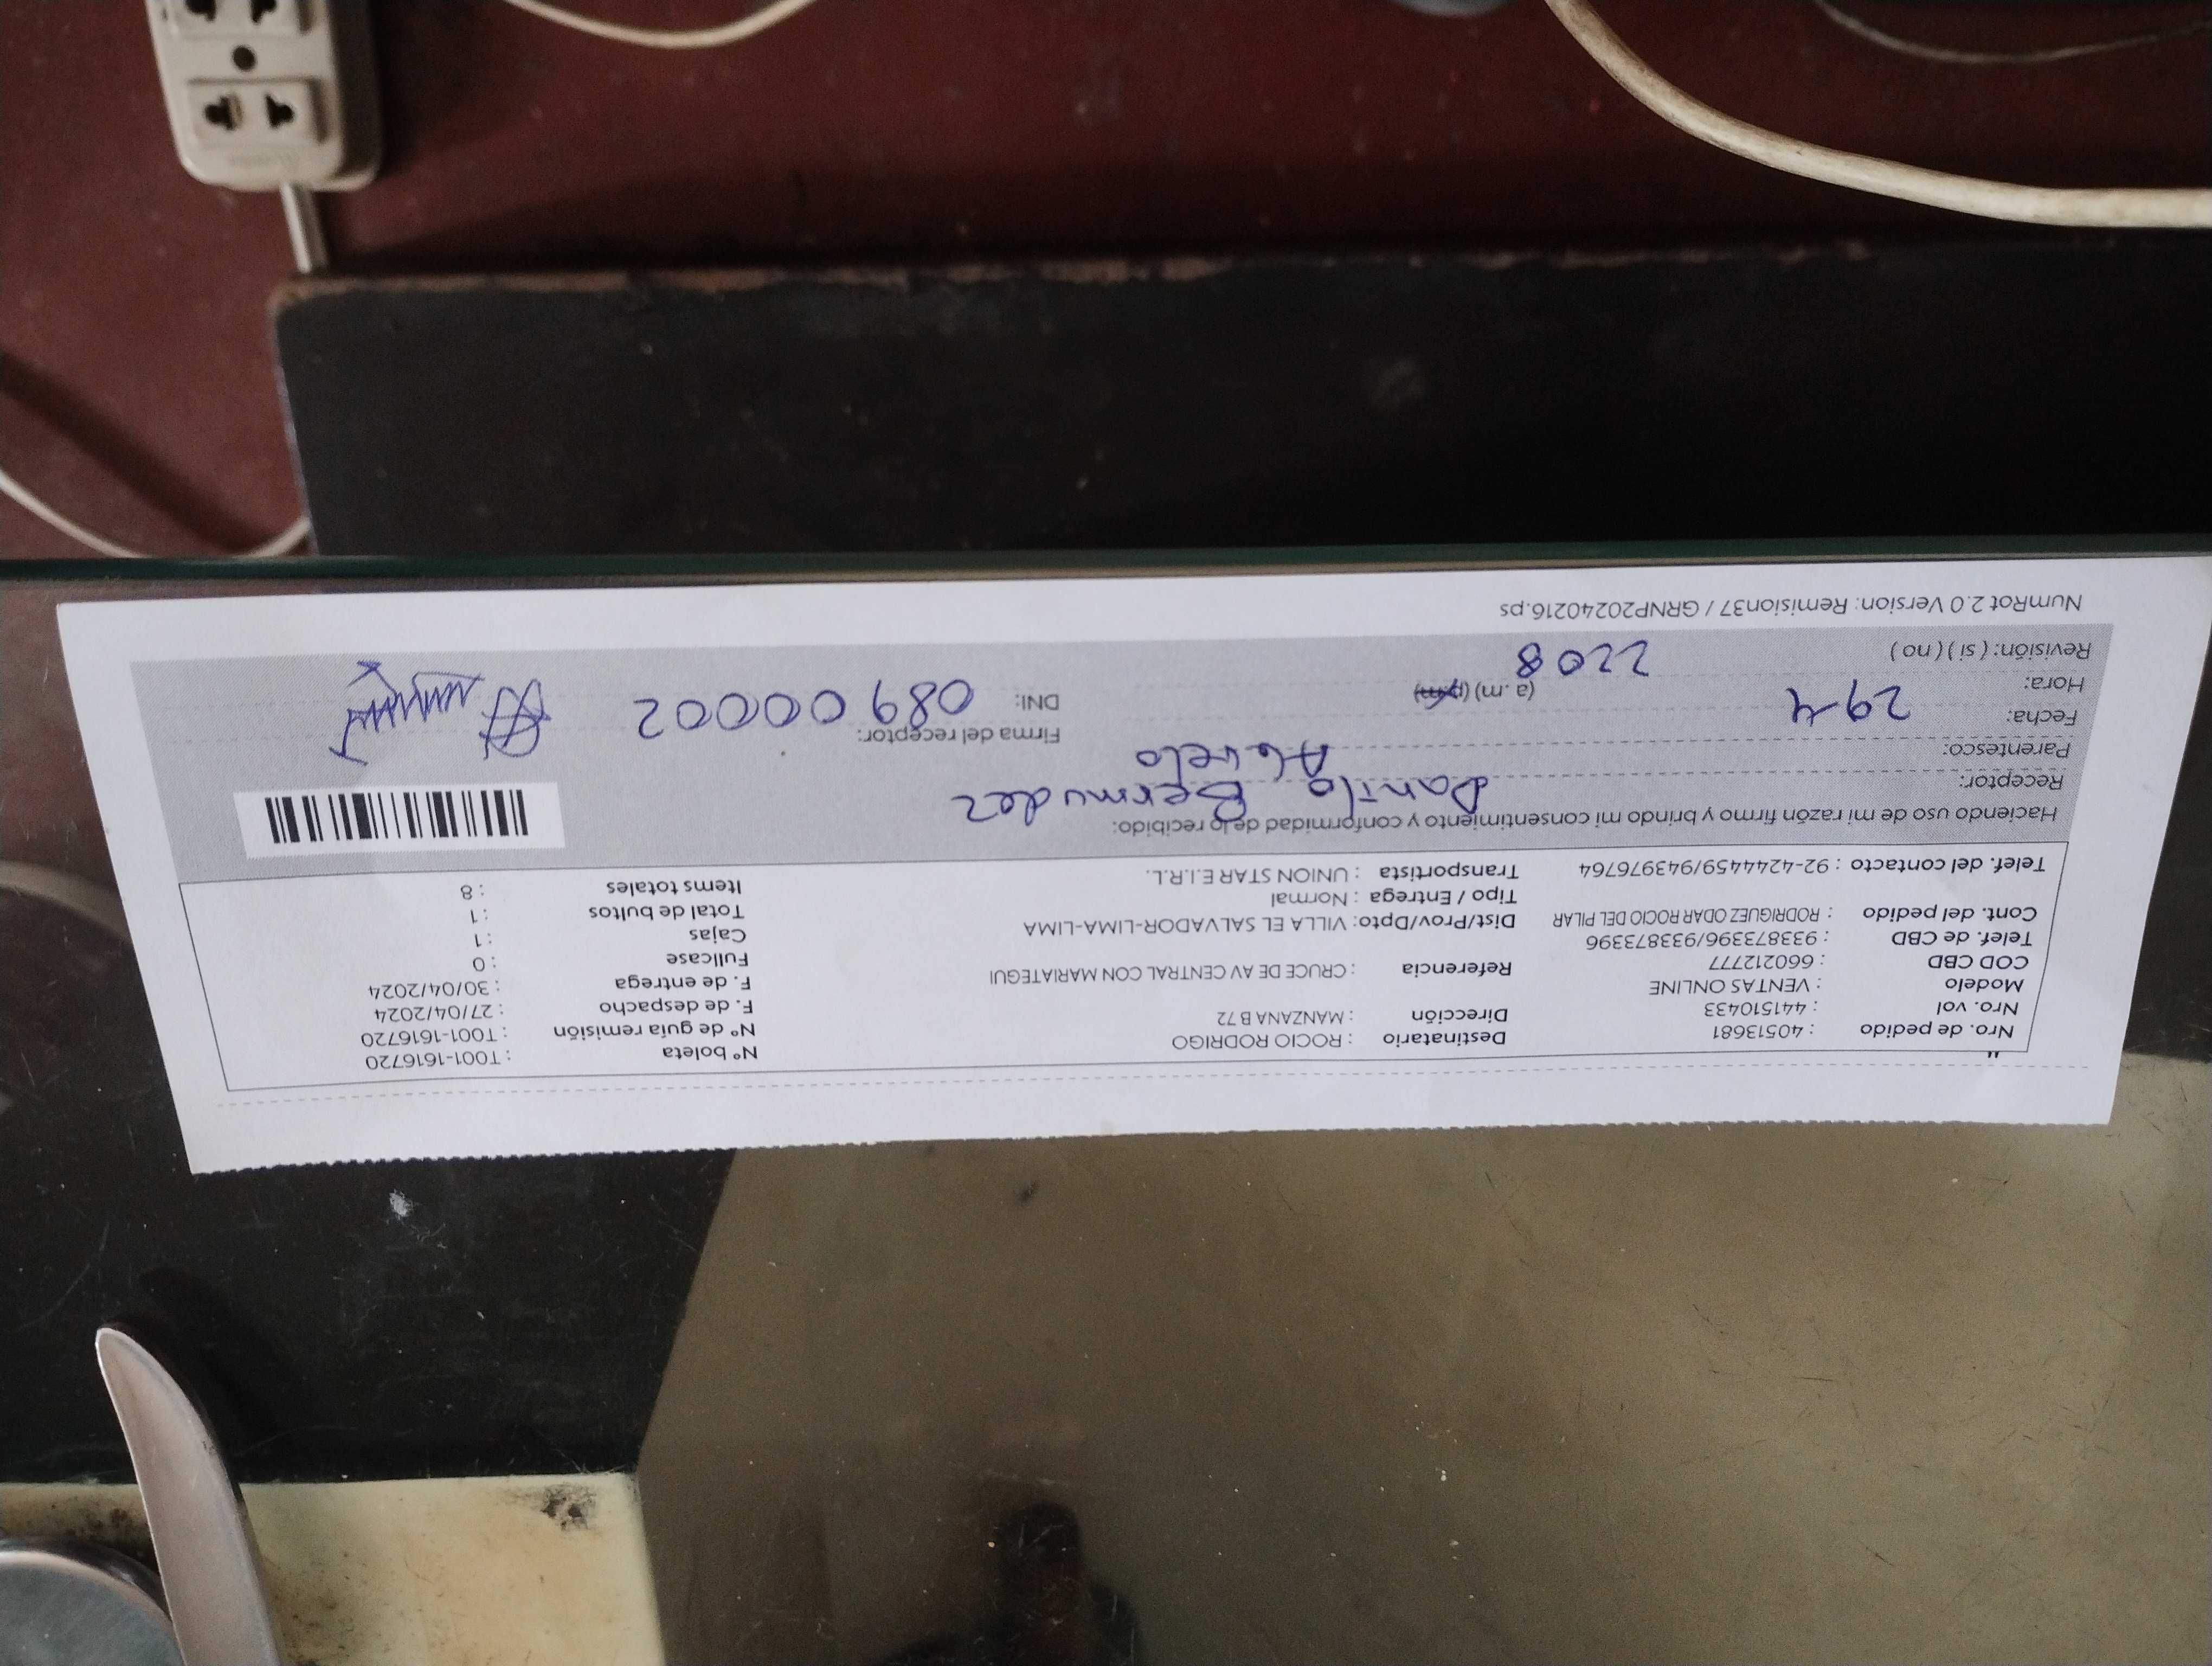 Nro. de pedido : 40513681 Destinatario : ROCIO RODRIGO N° boleta : T001-1616720
Nro. vol : 441510433 Dirección : MANZANA B 72 N° de guía remisión : T001-1616720
Modelo : VENTAS ONLINE F. de despacho : 27/04/2024
COD CBD : 660212777 Referencia : CRUCE DE AV CENTRAL CON MARIATEGUI F. de entrega : 30/04/2024
Telef. de CBD : 933873396/933873396 Fullcase : 0
Cont. del pedido : RODRIGUEZ ODAR ROCIO DEL PILAR Dist/Prov/Dpto: VILLA EL SALVADOR-LIMA-LIMA Cajas : 1
Tipo / Entrega : Normal Total de bultos : 1
Telef. del contacto : 92-4244459/943976764 Transportista : UNION STAR E.I.R.L. Items totales : 8
Haciendo uso de mi razón firmo y brindo mi consentimiento y conformidad de lo recibido:
Receptor: Danilo Bermudez
Parentesco: Abuelo
Fecha: 29-4 Firma del receptor:
Hora: 2208 (a. m) (p.m) DNI: 08900002
Revisión: ( si ) ( no )
NumRot 2.0 Version: Remision37 / GRNP20240216.ps